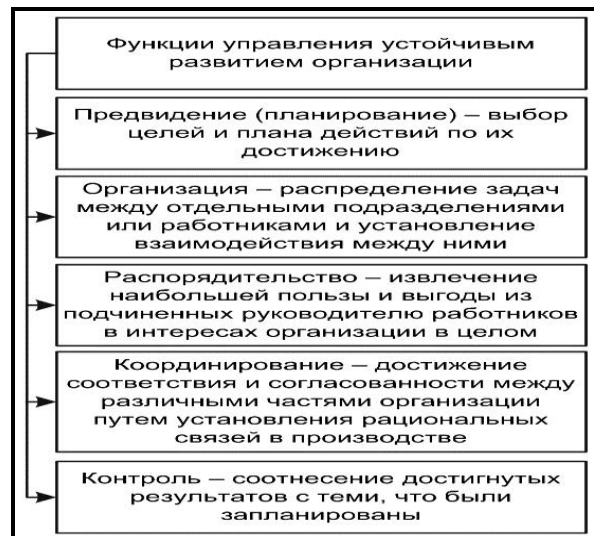 Функции управления устойчивым
развитием организации
Предвидение (планирование) – выбор
целей и плана действий по их
достижению
Организация – распределение задач
между отдельными подразделениями
или работниками и установление
взаимодействия между ними
Распорядительство – извлечение
наибольшей пользы и выгоды из
подчиненных руководителю работников
в интересах организации в целом
Координирование – достижение
соответствия и согласованности между
различными частями организации
путем установления рациональных
связей в производстве
Контроль – соотнесение достигнутых
результатов с теми, что были
запланированы